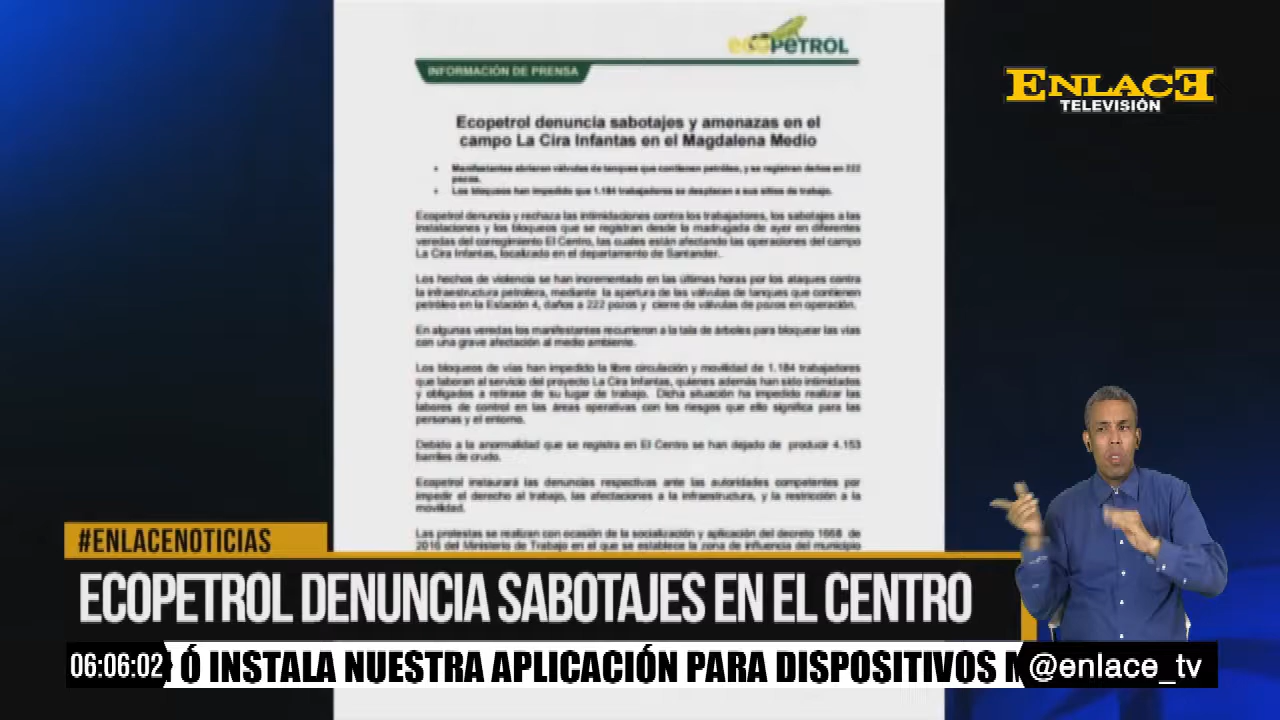 ecoPETROL
INFORMACIÓN DE PRENSA
ENLACE
TELEVISIÓN
Ecopetrol denuncia sabotajes y amenazas en el
campo La Cira Infantas en el Magdalena Medio
• Manifestantes abrieron válvulas de tanques que contienen petróleo, y se registran daños en 222
pozos.
• Los bloqueos han impedido que 1.184 trabajadores se desplacen a sus sitios de trabajo.
Ecopetrol denuncia y rechaza las intimidaciones contra los trabajadores, los sabotajes a las
instalaciones y los bloqueos que se registran desde la madrugada de ayer en diferentes
veredas del corregimiento El Centro, las cuales están afectando las operaciones del campo
La Cira Infantas, localizado en el departamento de Santander.
Los hechos de violencia se han incrementado en las últimas horas por los ataques contra
la infraestructura petrolera, mediante la apertura de las válvulas de tanques que contienen
petróleo en la Estación 4, daños a 222 pozos y cierre de válvulas de pozos en operación.
En algunas veredas los manifestantes recurrieron a la tala de árboles para bloquear las vías
con una grave afectación al medio ambiente.
Los bloqueos de vías han impedido la libre circulación y movilidad de 1.184 trabajadores
que laboran al servicio del proyecto La Cira Infantas, quienes además han sido intimidados
y obligados a retirase de su lugar de trabajo. Dicha situación ha impedido realizar las
labores de control en las áreas operativas con los riesgos que ello significa para las
personas y el entorno.
Debido a la anormalidad que se registra en El Centro se han dejado de producir 4.153
barriles de crudo.
Ecopetrol instaurará las denuncias respectivas ante las autoridades competentes por
impedir el derecho al trabajo, las afectaciones a la infraestructura, y la restricción a la
movilidad.
Las protestas se realizan con ocasión de la socialización y aplicación del decreto 1668 de
2016 del Ministerio de Trabajo en el que se establece la zona de influencia del municipio
#ENLACENOTICIAS
ECOPETROL DENUNCIA SABOTAJES EN EL CENTRO
06:06:02 Ó INSTALA NUESTRA APLICACIÓN PARA DISPOSITIVOS M @enlace_tv